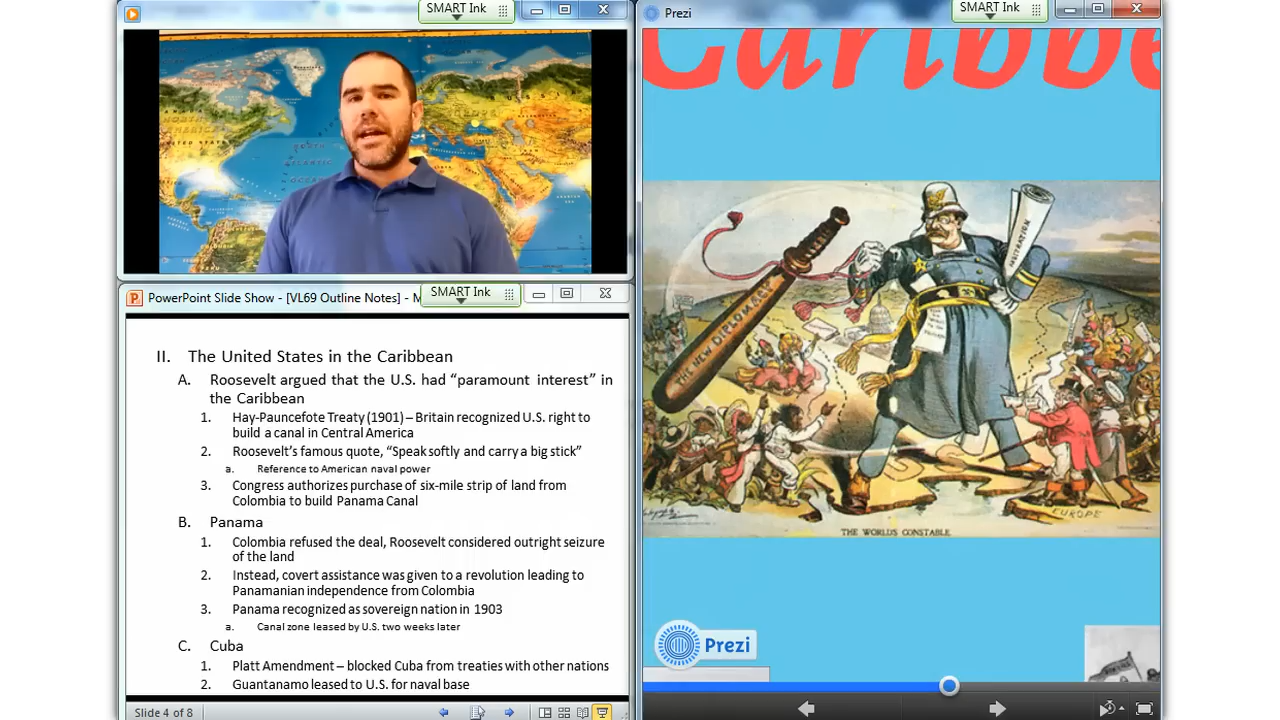 SMART Ink
SMART Ink
Prezi
Caribbe
PowerPoint Slide Show - [VL69 Outline Notes] - M
SMART Ink
II. The United States in the Caribbean
A. Roosevelt argued that the U.S. had “paramount interest” in
the Caribbean
1. Hay-Pauncefote Treaty (1901) – Britain recognized U.S. right to
build a canal in Central America
2. Roosevelt’s famous quote, “Speak softly and carry a big stick”
a. Reference to American naval power
3. Congress authorizes purchase of six-mile strip of land from
Colombia to build Panama Canal
B. Panama
1. Colombia refused the deal, Roosevelt considered outright seizure
of the land
2. Instead, covert assistance was given to a revolution leading to
Panamanian independence from Colombia
3. Panama recognized as sovereign nation in 1903
a. Canal zone leased by U.S. two weeks later
C. Cuba
1. Platt Amendment – blocked Cuba from treaties with other nations
2. Guantanamo leased to U.S. for naval base
Slide 4 of 8
THE NEW DIPLOMACY
ARBITRATION
EUROPE
THE WORLD'S CONSTABLE
Prezi